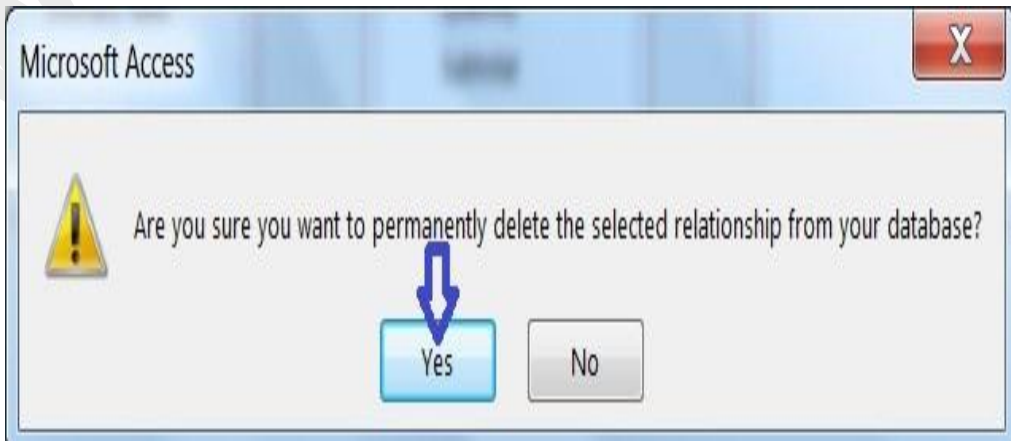 Microsoft Access
X
Are you sure you want to permanently delete the selected relationship from your database?
Yes
No